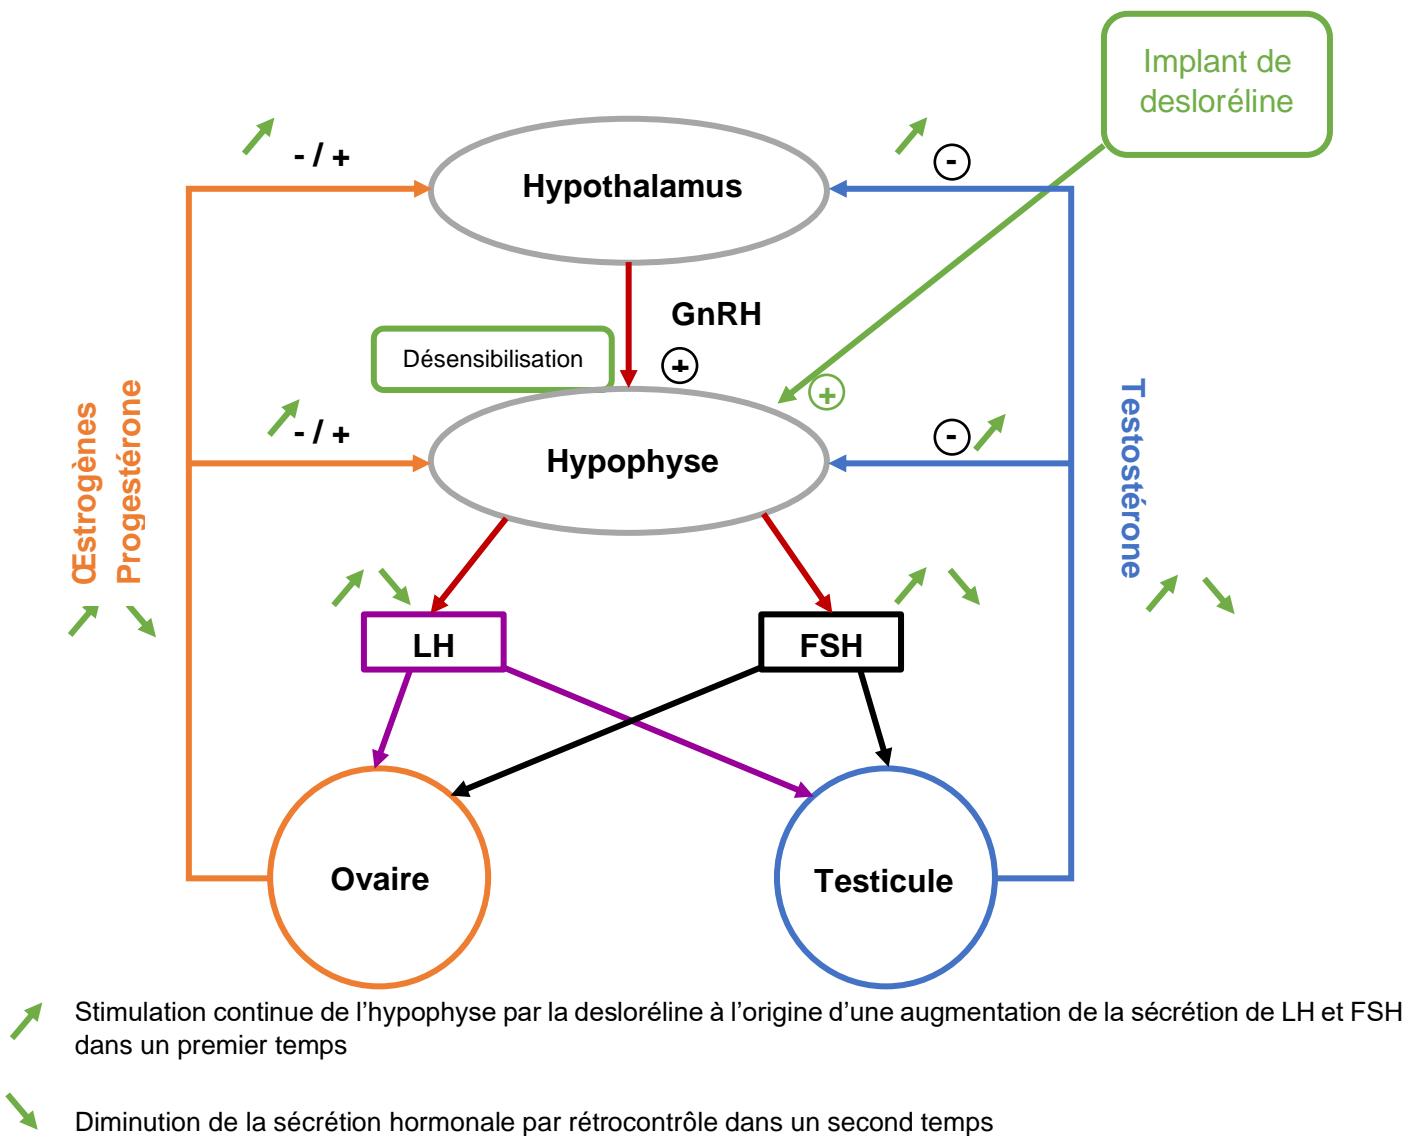 Implant de
desloréline
- / +
-
Hypothalamus
GnRH
Désensibilisation
+
+
- / +
-
Hypophyse
Œstrogènes
Progestérone
Testostérone
LH
FSH
Ovaire
Testicule
Stimulation continue de l’hypophyse par la desloréline à l’origine d’une augmentation de la sécrétion de LH et FSH
dans un premier temps
Diminution de la sécrétion hormonale par rétrocontrôle dans un second temps